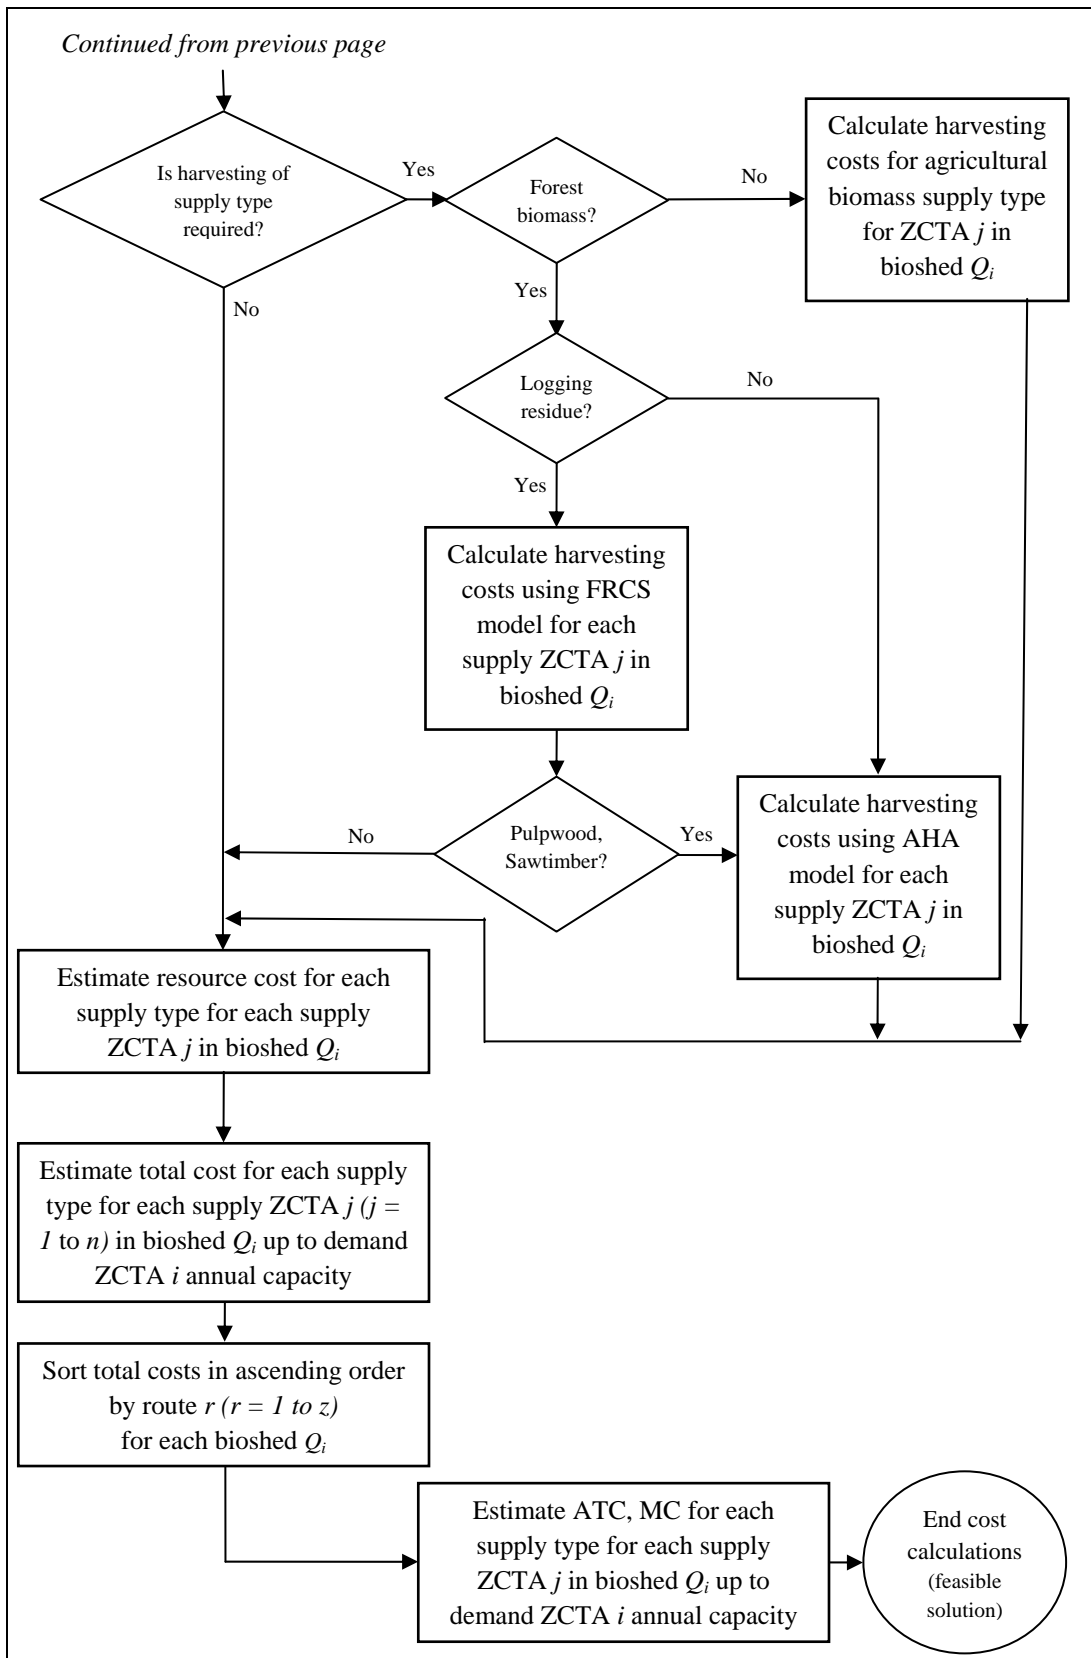 Continued from previous page
Is harvesting of
supply type
required?
Yes
No
Forest
biomass?
No
Yes
Calculate harvesting
costs for agricultural
biomass supply type
for ZCTA j in
bioshed Qi
Logging
residue?
No
Yes
Calculate harvesting
costs using FRCS
model for each
supply ZCTA j in
bioshed Qi
Pulpwood,
Sawtimber?
No
Yes
Calculate harvesting
costs using AHA
model for each
supply ZCTA j in
bioshed Qi
Estimate resource cost for each
supply type for each supply
ZCTA j in bioshed Qi
Estimate total cost for each supply
type for each supply ZCTA j (j =
1 to n) in bioshed Qi up to demand
ZCTA i annual capacity
Sort total costs in ascending order
by route r (r = 1 to z)
for each bioshed Qi
Estimate ATC, MC for each
supply type for each supply
ZCTA j in bioshed Qi up to
demand ZCTA i annual capacity
End cost
calculations
(feasible
solution)